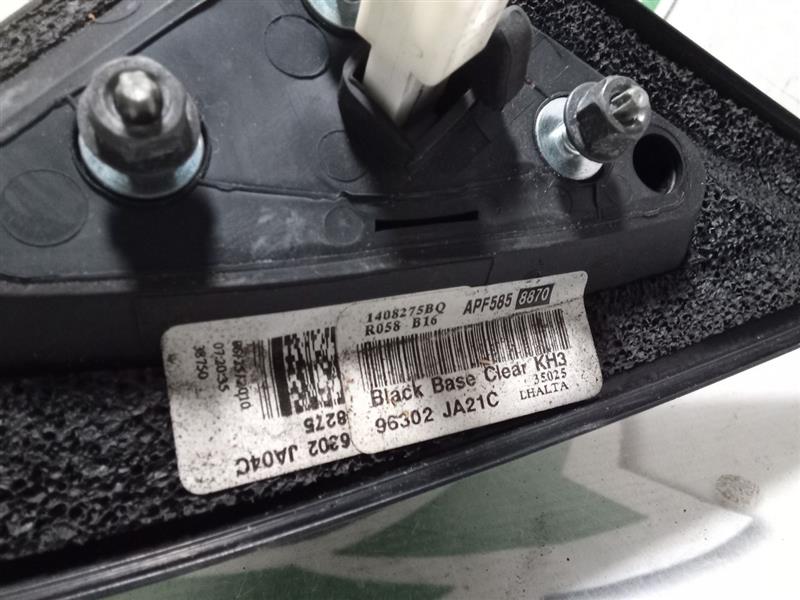 1408275BQ APF585 8870
R058 B16
Black Base Clear KH3
35025
96302 JA21C LHALTA
07:20:35
38750
8275
6302 JA04C